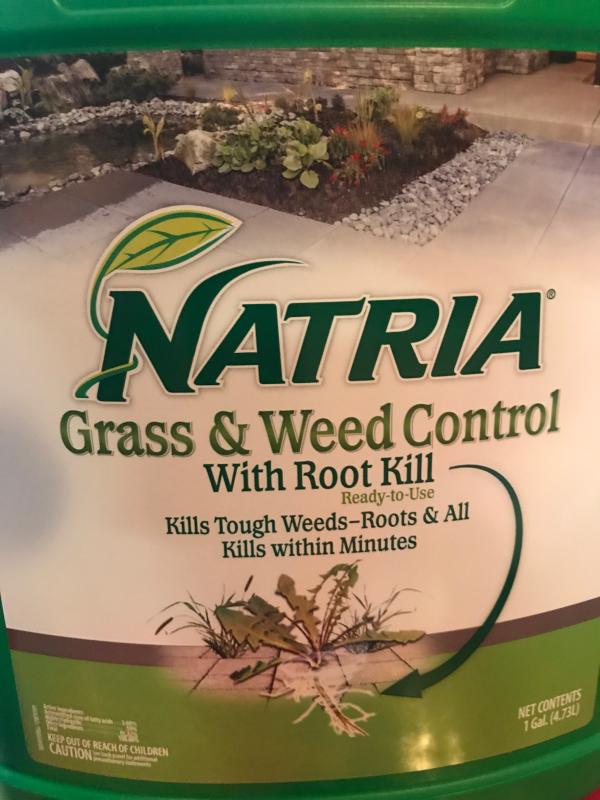 NATRIA®
Grass & Weed Control
With Root Kill
Ready-to-Use
Kills Tough Weeds–Roots & All
Kills within Minutes
NET CONTENTS
1 Gal. (4.73L)
KEEP OUT OF REACH OF CHILDREN
CAUTION